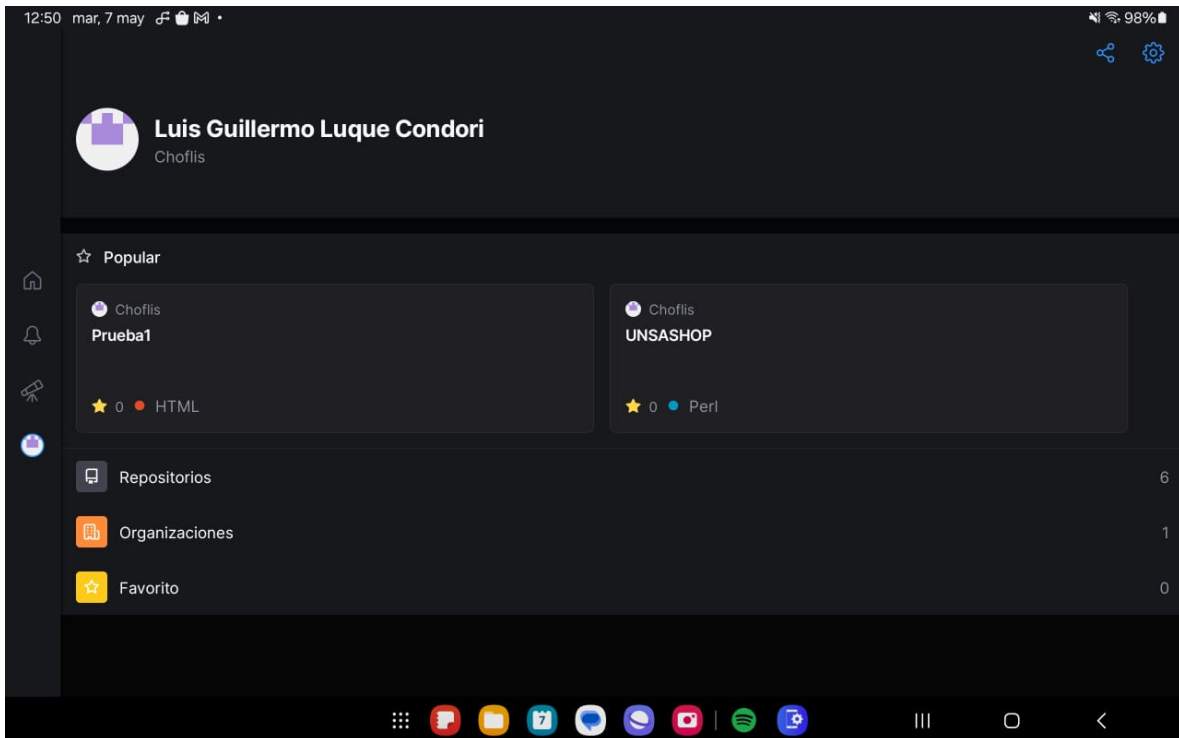 12:50 mar, 7 may
98%
Luis Guillermo Luque Condori
Choflis
Popular
Choflis
Prueba1
0 HTML
Choflis
UNSASHOP
0 Perl
Repositorios 6
Organizaciones 1
Favorito 0
7